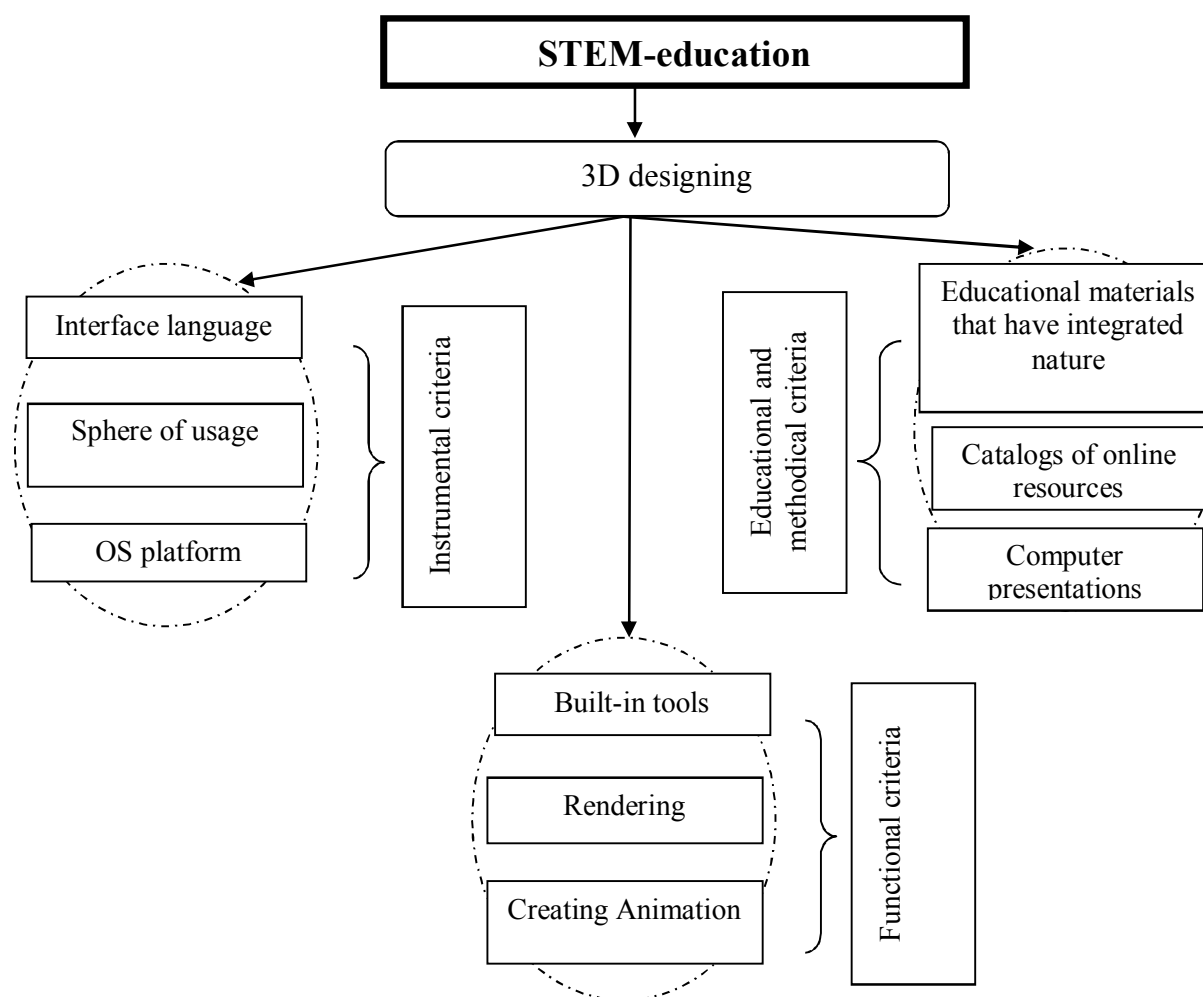 STEM-education
3D designing
Interface language
Sphere of usage
OS platform
Instrumental criteria
Educational and
methodical criteria
Educational materials
that have integrated
nature
Catalogs of online
resources
Computer
presentations
Built-in tools
Rendering
Creating Animation
Functional criteria